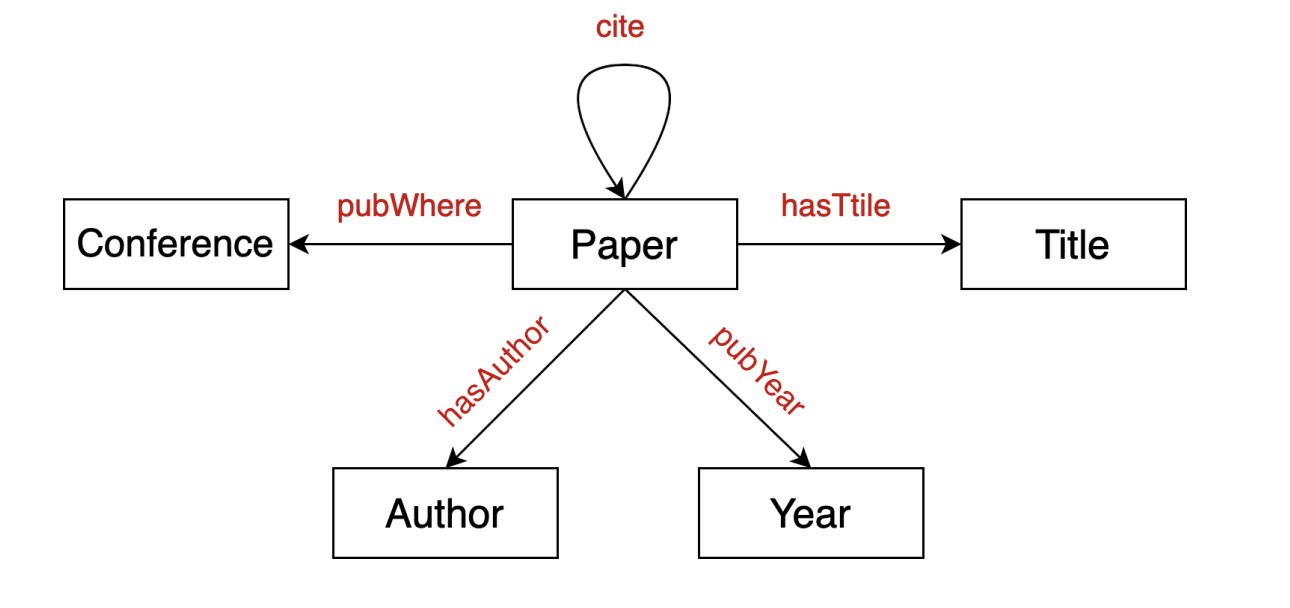 cite
pubWhere
hasTtile
Conference
Paper
Title
hasAuthor
pubYear
Author
Year